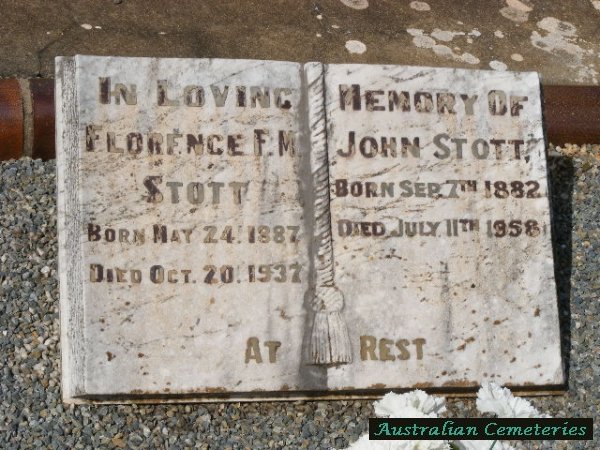 IN LOVING MEMORY OF
FLORENCE F. M.
STOTT
BORN MAY 24. 1887
DIED OCT. 20. 1937
JOHN STOTT,
BORN SEP. 7TH 1882
DIED JULY 11TH 1958
AT REST
Australian Cemeteries